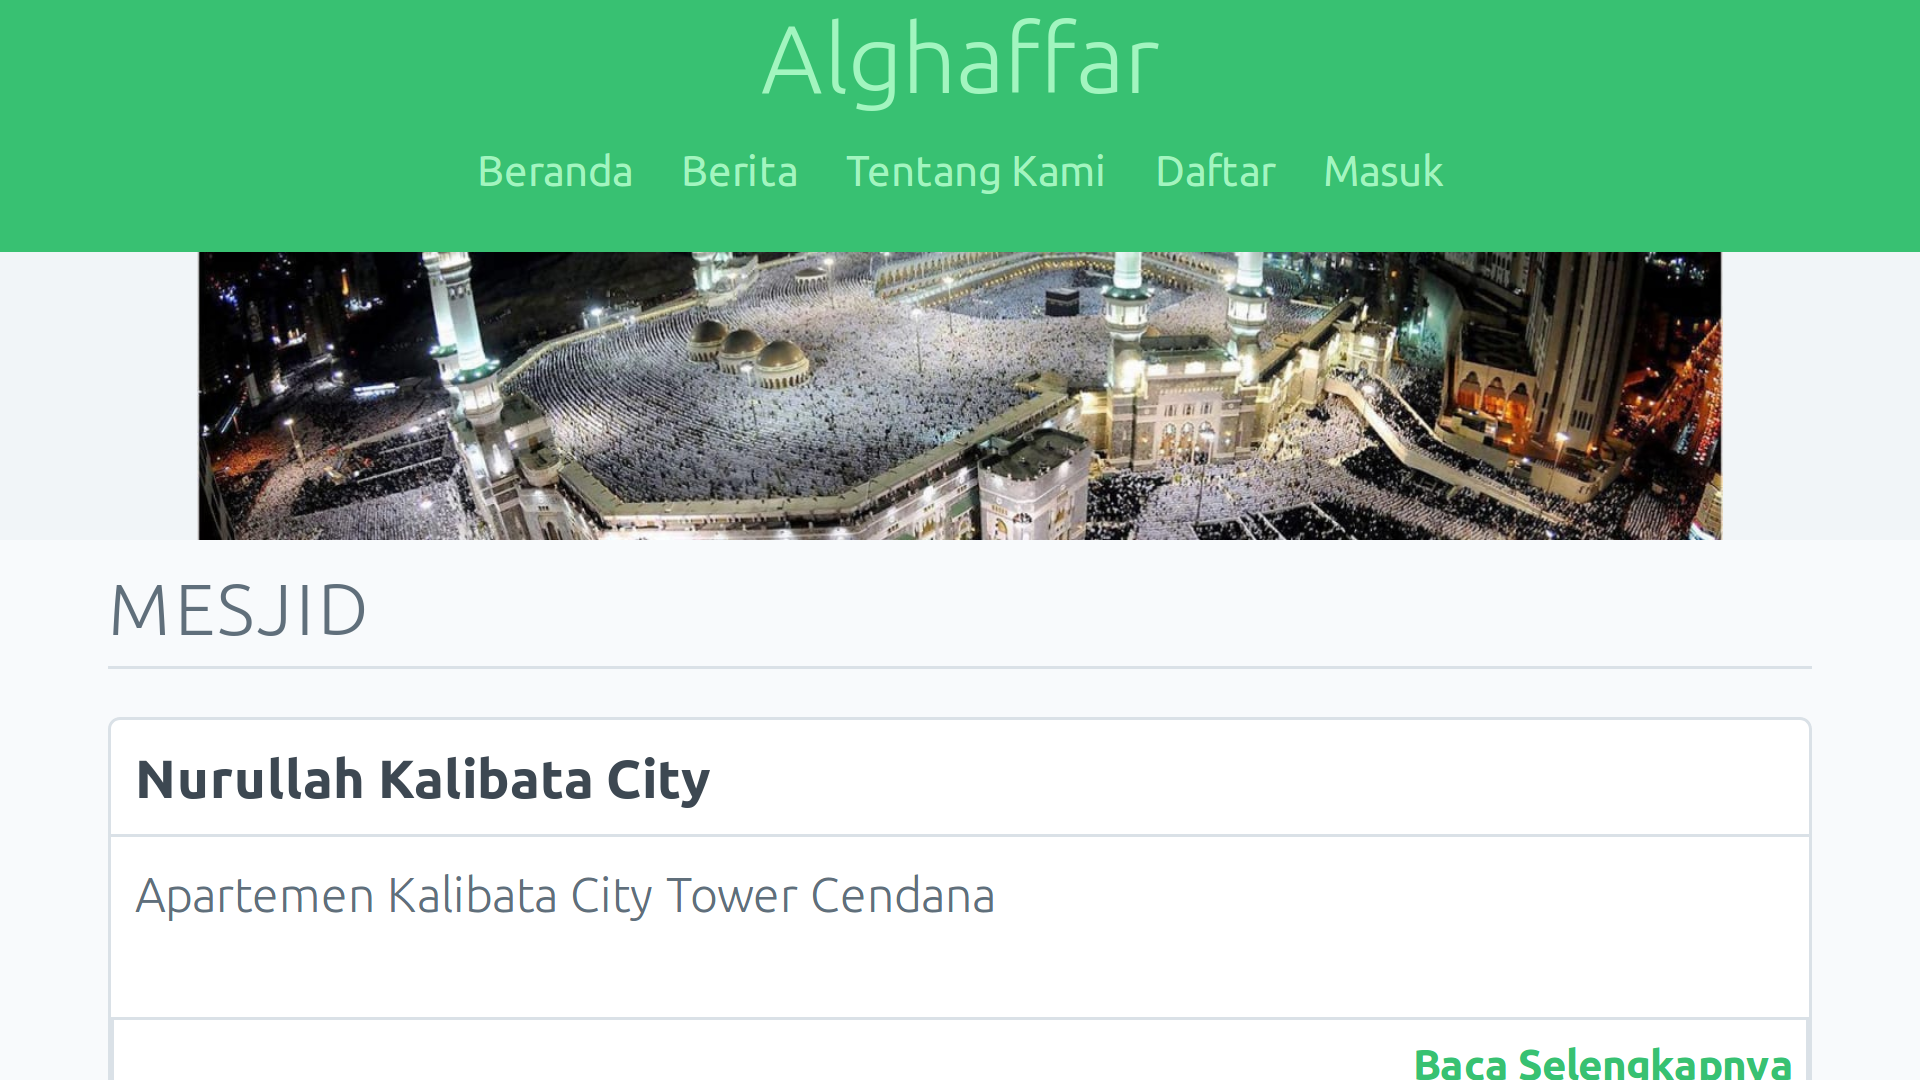 Alghaffar
Beranda Berita Tentang Kami Daftar Masuk
MESJID
Nurullah Kalibata City
Apartemen Kalibata City Tower Cendana
Baca Selengkapnya